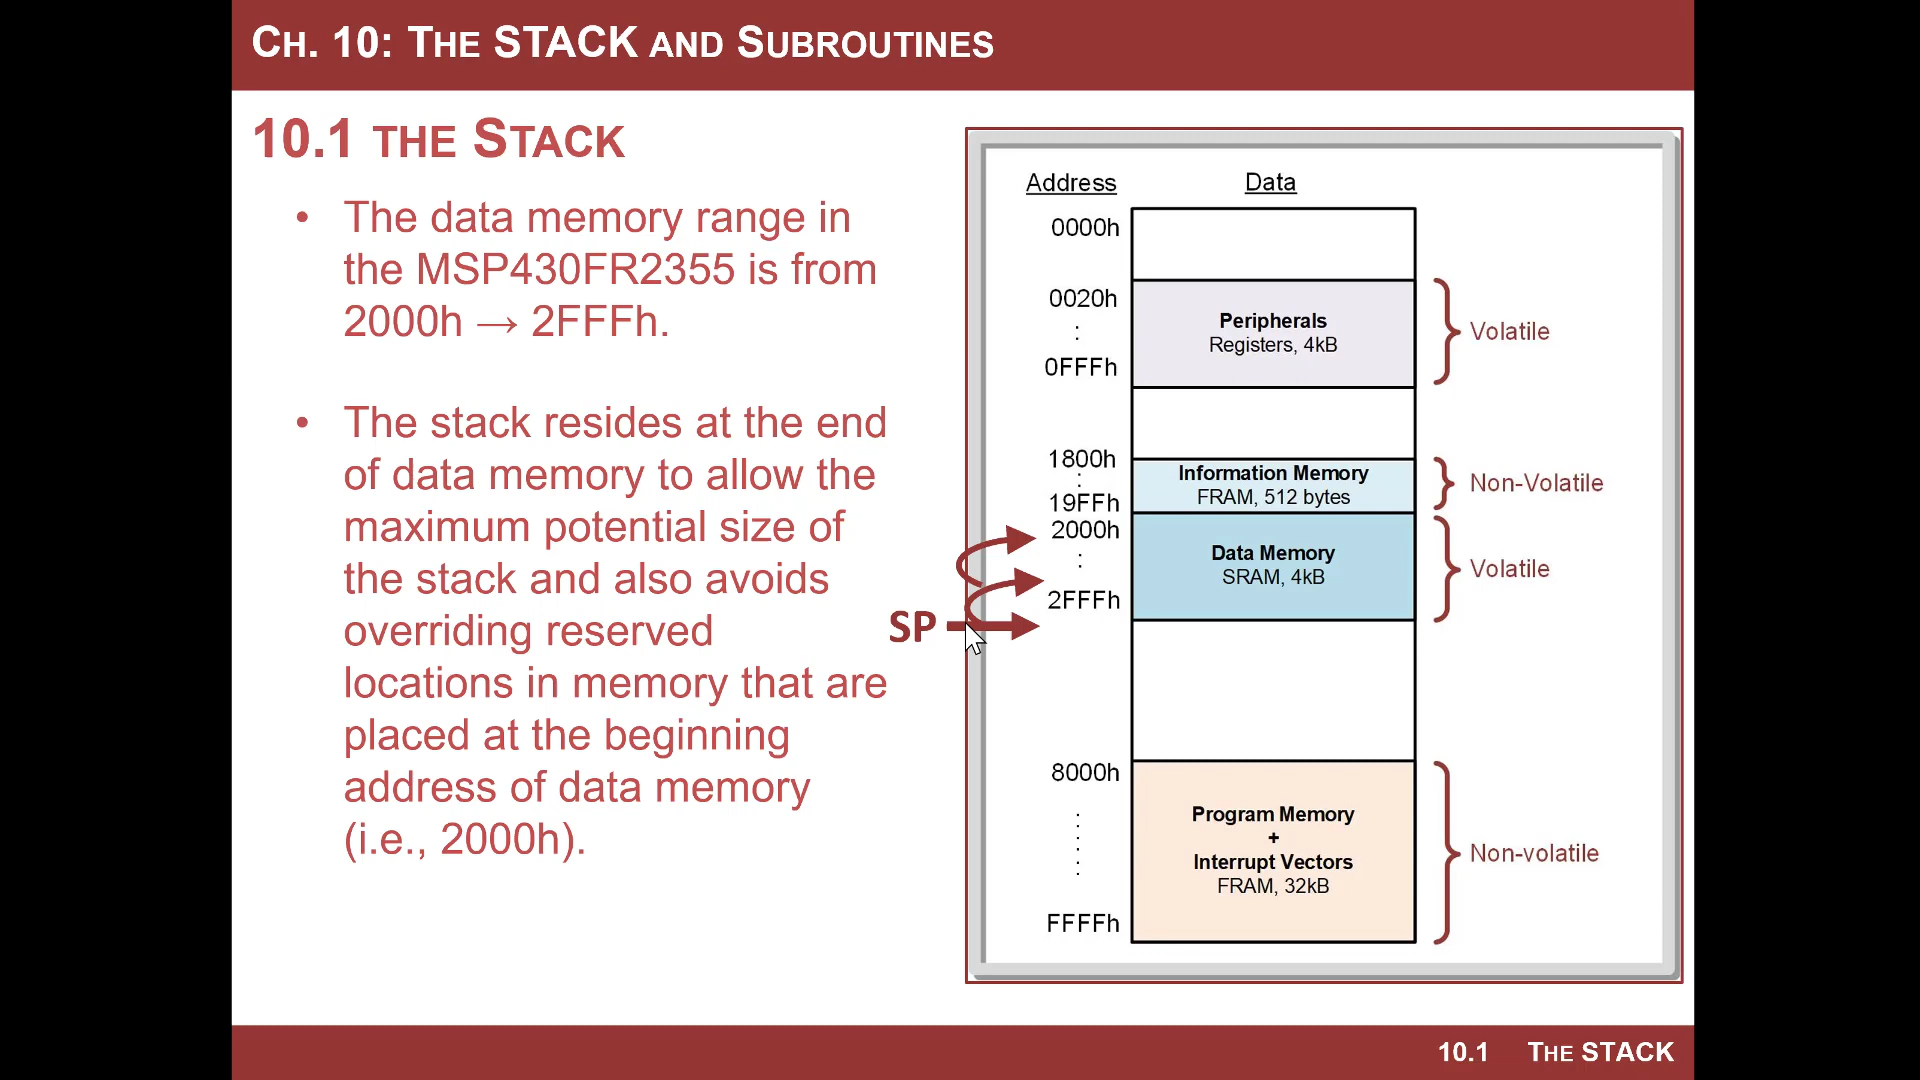 CH. 10: THE STACK AND SUBROUTINES
10.1 THE STACK
• The data memory range in
the MSP430FR2355 is from
2000h → 2FFFh.
• The stack resides at the end
of data memory to allow the
maximum potential size of
the stack and also avoids
overriding reserved
locations in memory that are
placed at the beginning
address of data memory
(i.e., 2000h).
Address Data
0000h
0020h
:
0FFFh
Peripherals
Registers, 4kB
Volatile
1800h
:
19FFh
Information Memory
FRAM, 512 bytes
Non-Volatile
2000h
:
2FFFh
Data Memory
SRAM, 4kB
Volatile
SP
8000h
:
:
:
FFFFh
Program Memory
+
Interrupt Vectors
FRAM, 32kB
Non-volatile
10.1 THE STACK